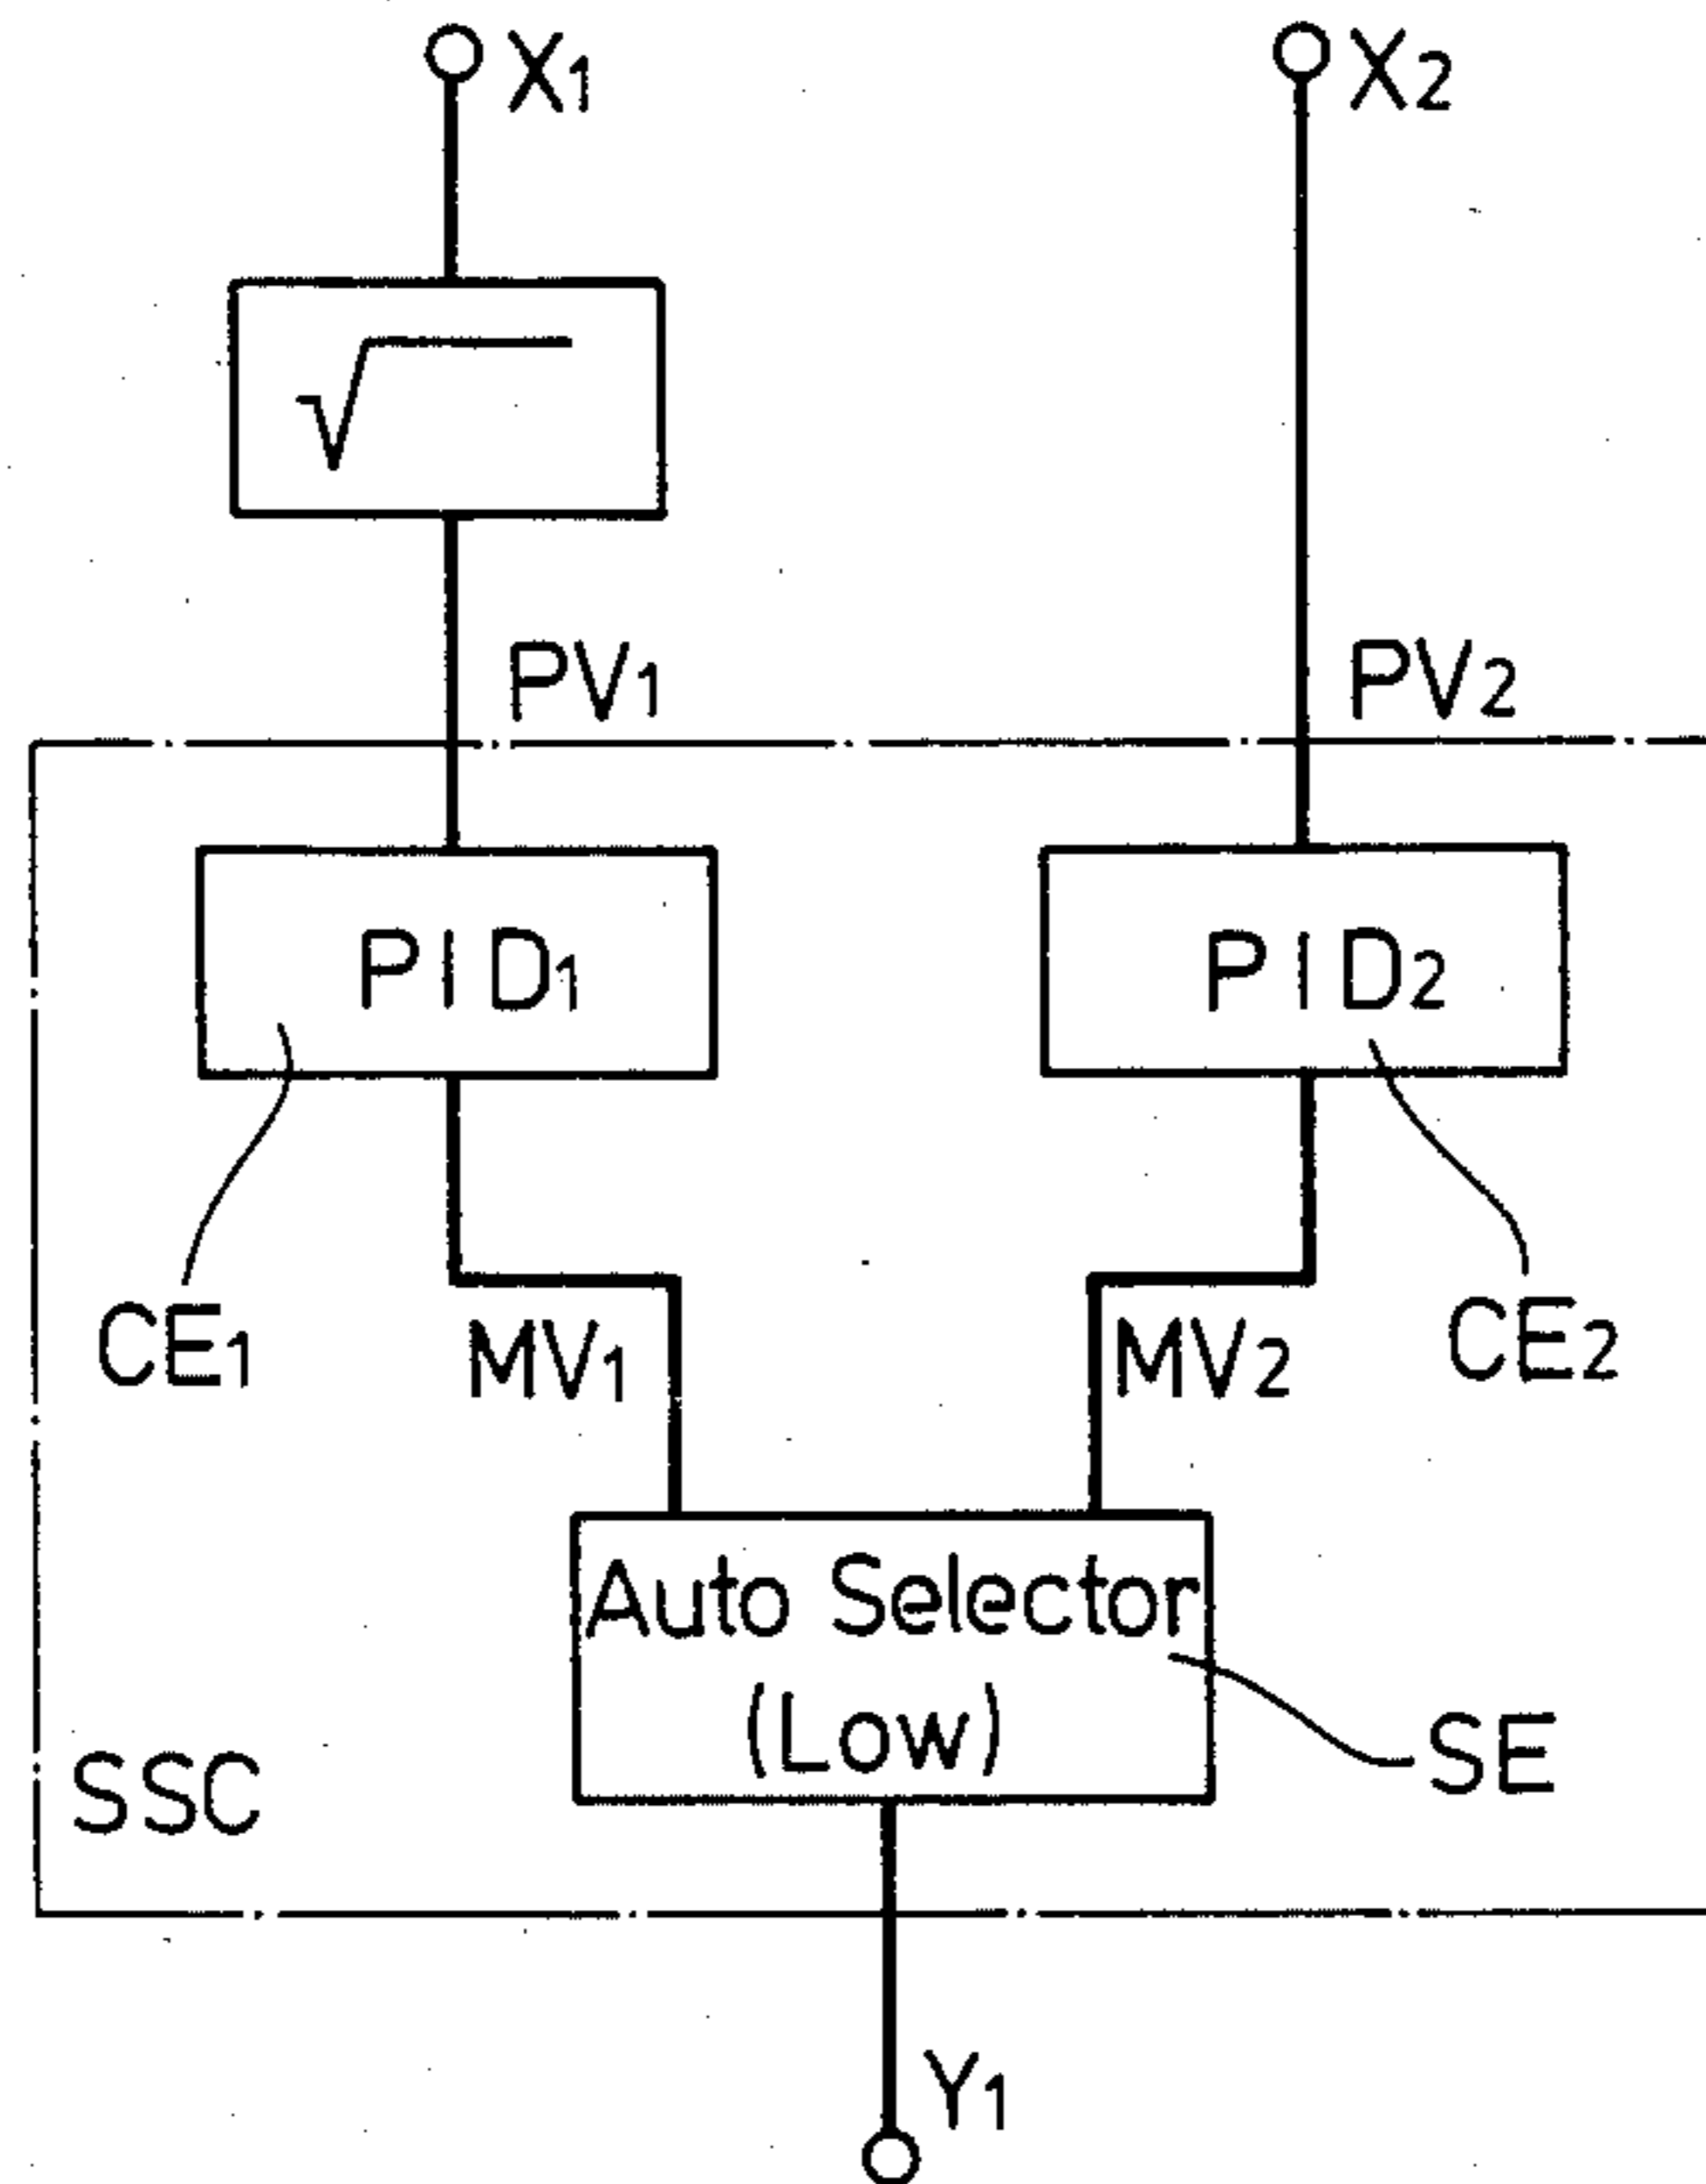 X1
X2
√
PV1
PV2
PID1
PID2
CE1
MV1
MV2
CE2
Auto Selector
(Low)
SE
SSC
Y1